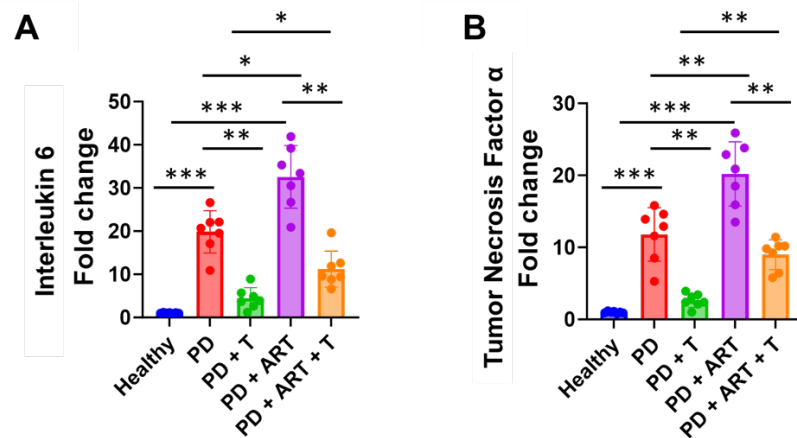 A
Interleukin 6
Fold change
*
*
**
***
**
***
50
40
30
20
10
0
Healthy
PD
PD + T
PD + ART
PD + ART + T
B
Tumor Necrosis Factor α
Fold change
**
**
***
**
**
***
30
20
10
0
Healthy
PD
PD + T
PD + ART
PD + ART + T